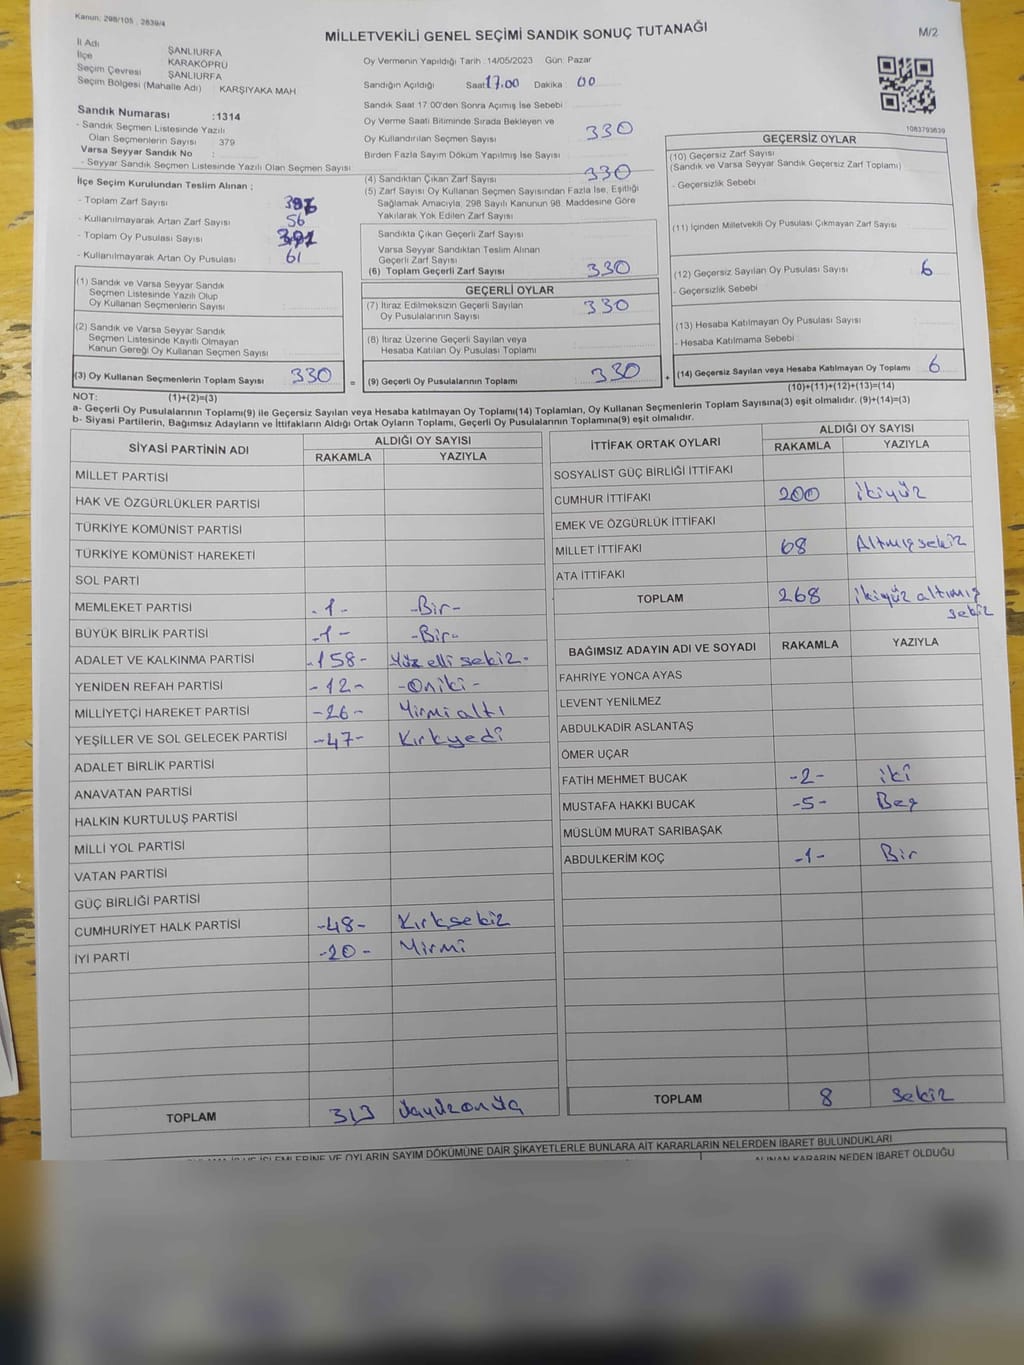 Kanun: 298/105 , 2839/4
MİLLETVEKİLİ GENEL SEÇİMİ SANDIK SONUÇ TUTANAĞI
M/2
İl Adı ŞANLIURFA
İlçe KARAKÖPRÜ
Seçim Çevresi ŞANLIURFA
Seçim Bölgesi (Mahalle Adı) KARŞIYAKA MAH
Sandık Numarası :1314
- Sandık Seçmen Listesinde Yazılı
Olan Seçmenlerin Sayısı : 379
Varsa Seyyar Sandık No :
- Seyyar Sandık Seçmen Listesinde Yazılı Olan Seçmen Sayısı
İlçe Seçim Kurulundan Teslim Alınan ;
- Toplam Zarf Sayısı
- Kullanılmayarak Artan Zarf Sayısı 56
- Toplam Oy Pusulası Sayısı
- Kullanılmayarak Artan Oy Pusulası 61
(1) Sandık ve Varsa Seyyar Sandık
Seçmen Listesinde Yazılı Olup
Oy Kullanan Seçmenlerin Sayısı
(2) Sandık ve Varsa Seyyar Sandık
Seçmen Listesinde Kayıtlı Olmayan
Kanun Gereği Oy Kullanan Seçmen Sayısı
(3) Oy Kullanan Seçmenlerin Toplam Sayısı 330 =
(1)+(2)=(3)
Oy Vermenin Yapıldığı Tarih : 14/05/2023 Gün: Pazar
Sandığın Açıldığı Saat 17.00 Dakika 00
Sandık Saat 17:00'den Sonra Açılmış İse Sebebi
Oy Verme Saati Bitiminde Sırada Bekleyen ve
Oy Kullandırılan Seçmen Sayısı 330
Birden Fazla Sayım Döküm Yapılmış İse Sayısı
(4) Sandıktan Çıkan Zarf Sayısı 330
(5) Zarf Sayısı Oy Kullanan Seçmen Sayısından Fazla İse, Eşitliği
Sağlamak Amacıyla, 298 Sayılı Kanunun 98. Maddesine Göre
Yakılarak Yok Edilen Zarf Sayısı
Sandıkta Çıkan Geçerli Zarf Sayısı
Varsa Seyyar Sandıktan Teslim Alınan
Geçerli Zarf Sayısı
(6) Toplam Geçerli Zarf Sayısı 330
GEÇERLİ OYLAR
(7) İtiraz Edilmeksizin Geçerli Sayılan
Oy Pusulalarının Sayısı 330
(8) İtiraz Üzerine Geçerli Sayılan veya
Hesaba Katılan Oy Pusulası Toplamı
(9) Geçerli Oy Pusulalarının Toplamı 330 +
1083793639
GEÇERSİZ OYLAR
(10) Geçersiz Zarf Sayısı
(Sandık ve Varsa Seyyar Sandık Geçersiz Zarf Toplamı)
- Geçersizlik Sebebi
(11) İçinden Milletvekili Oy Pusulası Çıkmayan Zarf Sayısı
(12) Geçersiz Sayılan Oy Pusulası Sayısı 6
- Geçersizlik Sebebi
(13) Hesaba Katılmayan Oy Pusulası Sayısı
- Hesaba Katılmama Sebebi
(14) Geçersiz Sayılan veya Hesaba Katılmayan Oy Toplamı 6
(10)+(11)+(12)+(13)=(14)
NOT:
a- Geçerli Oy Pusulalarının Toplamı(9) ile Geçersiz Sayılan veya Hesaba katılmayan Oy Toplamı(14) Toplamları, Oy Kullanan Seçmenlerin Toplam Sayısına(3) eşit olmalıdır. (9)+(14)=(3)
b- Siyasi Partilerin, Bağımsız Adayların ve İttifakların Aldığı Ortak Oyların Toplamı, Geçerli Oy Pusulalarının Toplamına(9) eşit olmalıdır.
SİYASİ PARTİNİN ADI ALDIĞI OY SAYISI
RAKAMLA YAZIYLA
MİLLET PARTİSİ
HAK VE ÖZGÜRLÜKLER PARTİSİ
TÜRKİYE KOMÜNİST PARTİSİ
TÜRKİYE KOMÜNİST HAREKETİ
SOL PARTİ
MEMLEKET PARTİSİ -1- -Bir-
BÜYÜK BİRLİK PARTİSİ -1- -Bir-
ADALET VE KALKINMA PARTİSİ -158- Yüz elli sekiz-
YENİDEN REFAH PARTİSİ -12- -Oniki-
MİLLİYETÇİ HAREKET PARTİSİ -26- Yirmi altı
YEŞİLLER VE SOL GELECEK PARTİSİ -47- Kırkyedi
ADALET BİRLİK PARTİSİ
ANAVATAN PARTİSİ
HALKIN KURTULUŞ PARTİSİ
MİLLİ YOL PARTİSİ
VATAN PARTİSİ
GÜÇ BİRLİĞİ PARTİSİ
CUMHURİYET HALK PARTİSİ -48- Kırksekiz
İYİ PARTİ -20- Yirmi
TOPLAM 313
İTTİFAK ORTAK OYLARI ALDIĞI OY SAYISI
RAKAMLA YAZIYLA
SOSYALİST GÜÇ BİRLİĞİ İTTİFAKI
CUMHUR İTTİFAKI 200 ikiyüz
EMEK VE ÖZGÜRLÜK İTTİFAKI
MİLLET İTTİFAKI 68 Altmışsekiz
ATA İTTİFAKI
TOPLAM 268 ikiyüz altmış
sekiz
BAĞIMSIZ ADAYIN ADI VE SOYADI RAKAMLA YAZIYLA
FAHRİYE YONCA AYAS
LEVENT YENİLMEZ
ABDULKADİR ASLANTAŞ
ÖMER UÇAR
FATİH MEHMET BUCAK -2- iki
MUSTAFA HAKKI BUCAK -5- Beş
MÜSLÜM MURAT SARIBAŞAK
ABDULKERİM KOÇ -1- Bir
TOPLAM 8 sekiz
İŞLEMLERİNE VE OYLARIN SAYIM DÖKÜMÜNE DAİR ŞİKAYETLERLE BUNLARA AİT KARARLARIN NELERDEN İBARET BULUNDUKLARI
ALINAN KARARIN NEDEN İBARET OLDUĞU